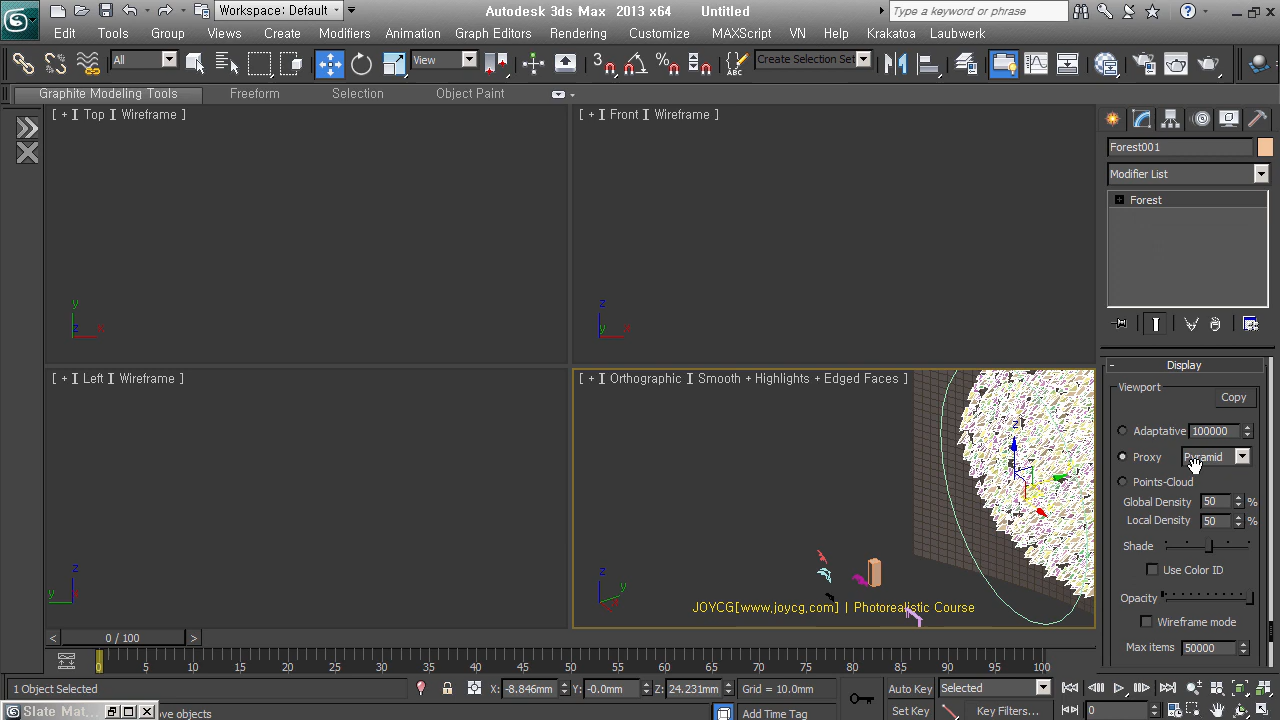 Workspace: Default
Autodesk 3ds Max 2013 x64
Untitled
Type a keyword or phrase
Edit Tools Group Views Create Modifiers Animation Graph Editors Rendering Customize MAXScript VN Help Krakatoa Laubwerk
All
View
3
Create Selection Set
Graphite Modeling Tools Freeform Selection Object Paint
[ + ] Top ] Wireframe ]
[ + ] Front ] Wireframe ]
y
z
x
z
y
x
[ + ] Left ] Wireframe ]
[ + ] Orthographic ] Smooth + Highlights + Edged Faces ]
z
z
y
z
y
JOYCG[www.joycg.com] | Photorealistic Course
Forest001
Modifier List
Forest
- Display
Viewport
Copy
Adaptative 100000
Proxy Pyramid
Points-Cloud
Global Density 50 %
Local Density 50 %
Shade
Use Color ID
Opacity
Wireframe mode
Max items 50000
< 0 / 100 >
0 5 10 15 20 25 30 35 40 45 50 55 60 65 70 75 80 85 90 95 100
1 Object Selected
X: -8.846mm Y: -0.0mm Z: 24.231mm Grid = 10.0mm
Auto Key Selected
Slate Mat...
ove objects
Add Time Tag
Set Key Key Filters...
0